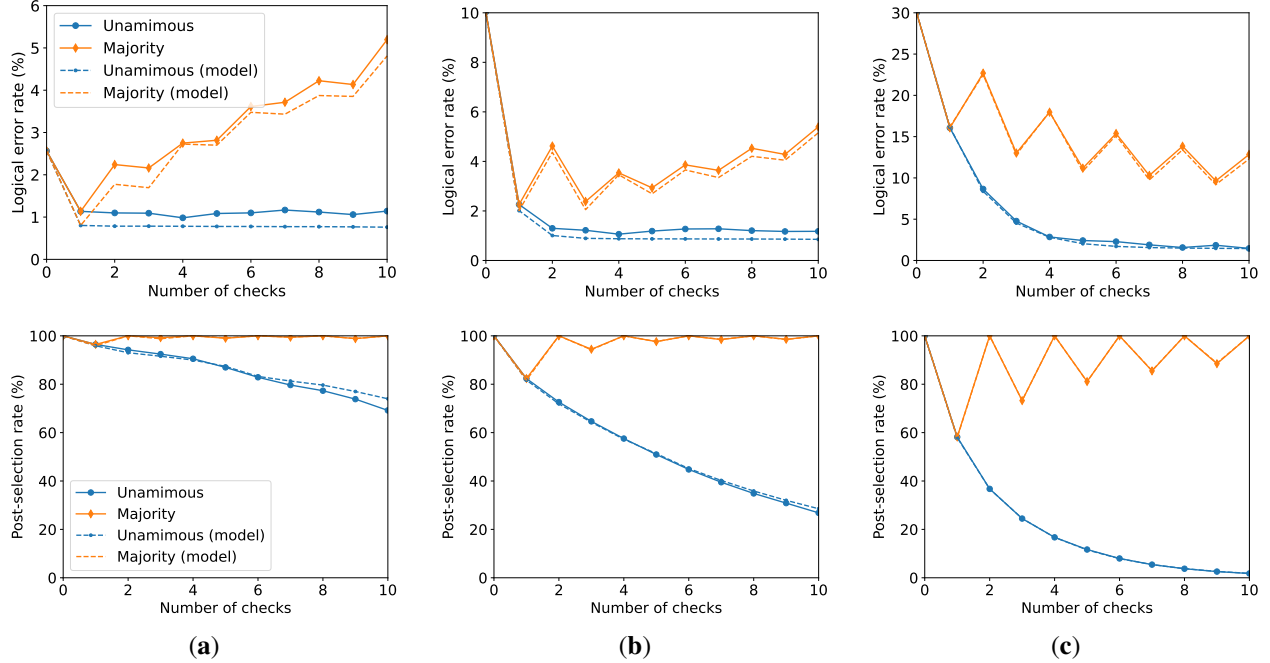 6
5
4
3
2
1
0
Logical error rate (%)
Unamimous
Majority
Unamimous (model)
Majority (model)
0 2 4 6 8 10
Number of checks
10
8
6
4
2
0
Logical error rate (%)
0 2 4 6 8 10
Number of checks
30
25
20
15
10
5
0
Logical error rate (%)
0 2 4 6 8 10
Number of checks
100
80
60
40
20
0
Post-selection rate (%)
Unamimous
Majority
Unamimous (model)
Majority (model)
0 2 4 6 8 10
Number of checks
(a)
100
80
60
40
20
0
Post-selection rate (%)
0 2 4 6 8 10
Number of checks
(b)
100
80
60
40
20
0
Post-selection rate (%)
0 2 4 6 8 10
Number of checks
(c)